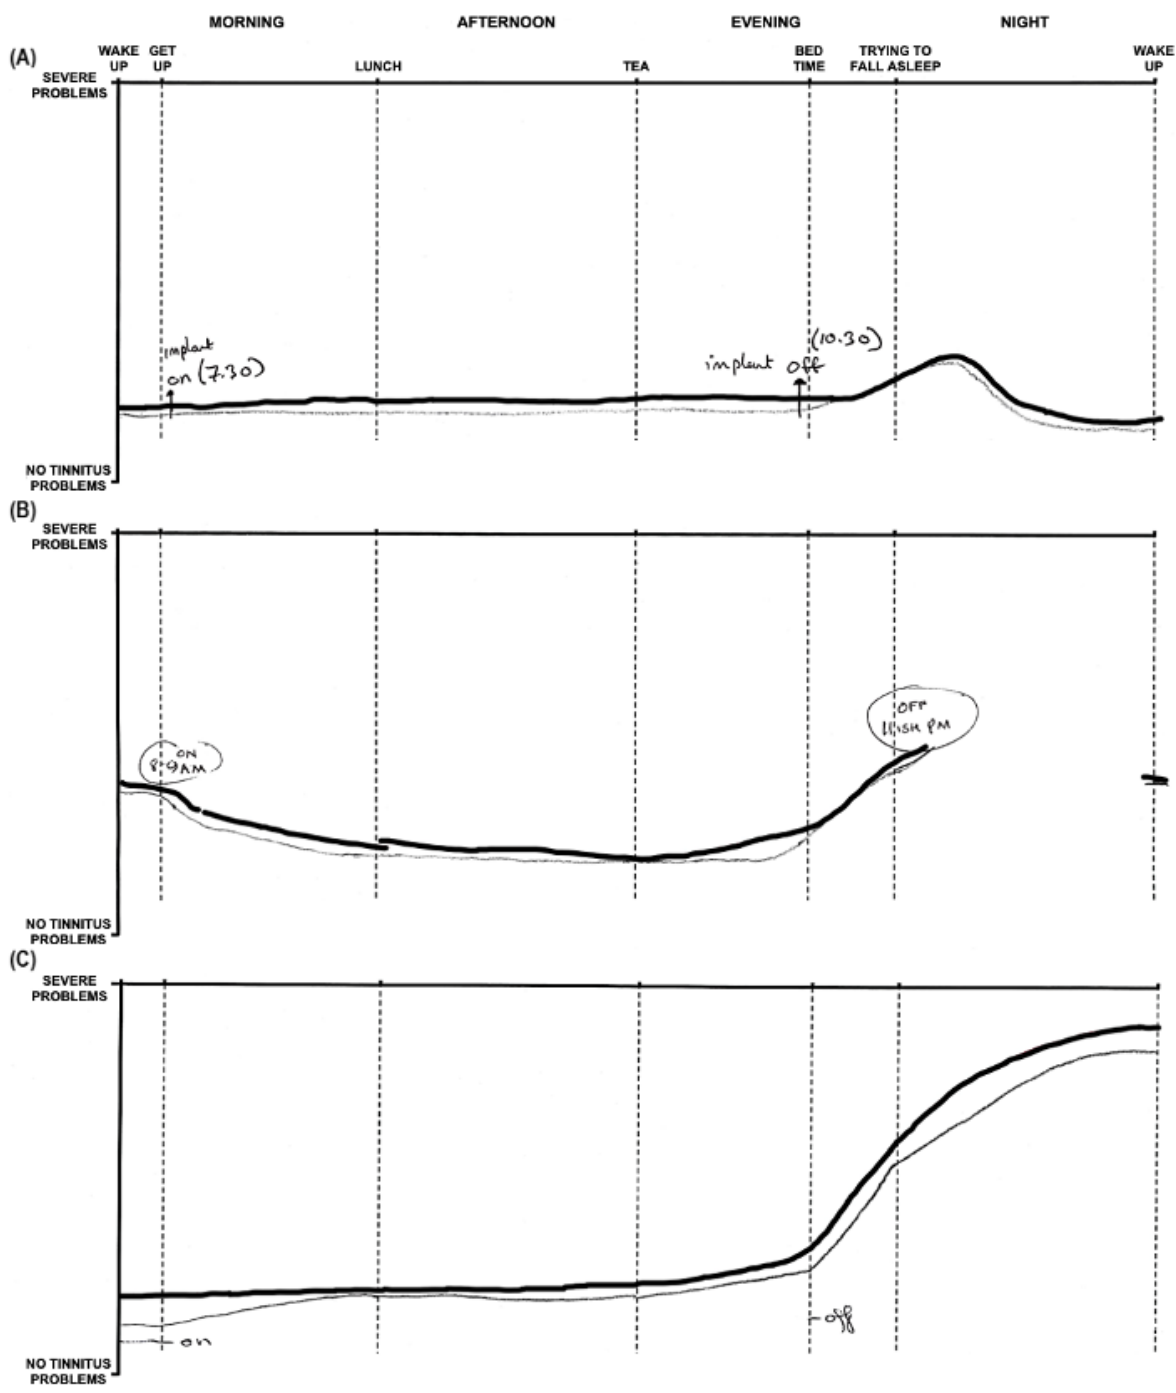 MORNING AFTERNOON EVENING NIGHT
(A)
WAKE UP GET UP LUNCH TEA BED TIME TRYING TO FALL ASLEEP WAKE UP
SEVERE
PROBLEMS
implant
on (7.30)
(10.30)
implant off
NO TINNITUS
PROBLEMS
(B)
SEVERE
PROBLEMS
ON
8-9AM
OFF
11.ISH PM
NO TINNITUS
PROBLEMS
(C)
SEVERE
PROBLEMS
on
off
NO TINNITUS
PROBLEMS